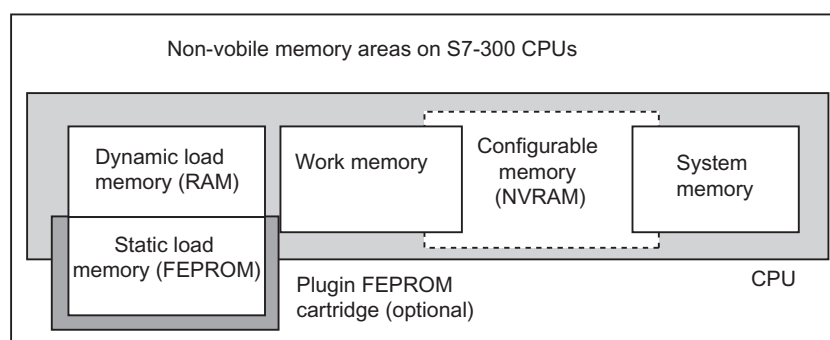 Non-vobile memory areas on S7-300 CPUs
Dynamic load
memory (RAM)
Work memory
Configurable
memory
(NVRAM)
System
memory
Static load
memory (FEPROM)
Plugin FEPROM
cartridge (optional)
CPU